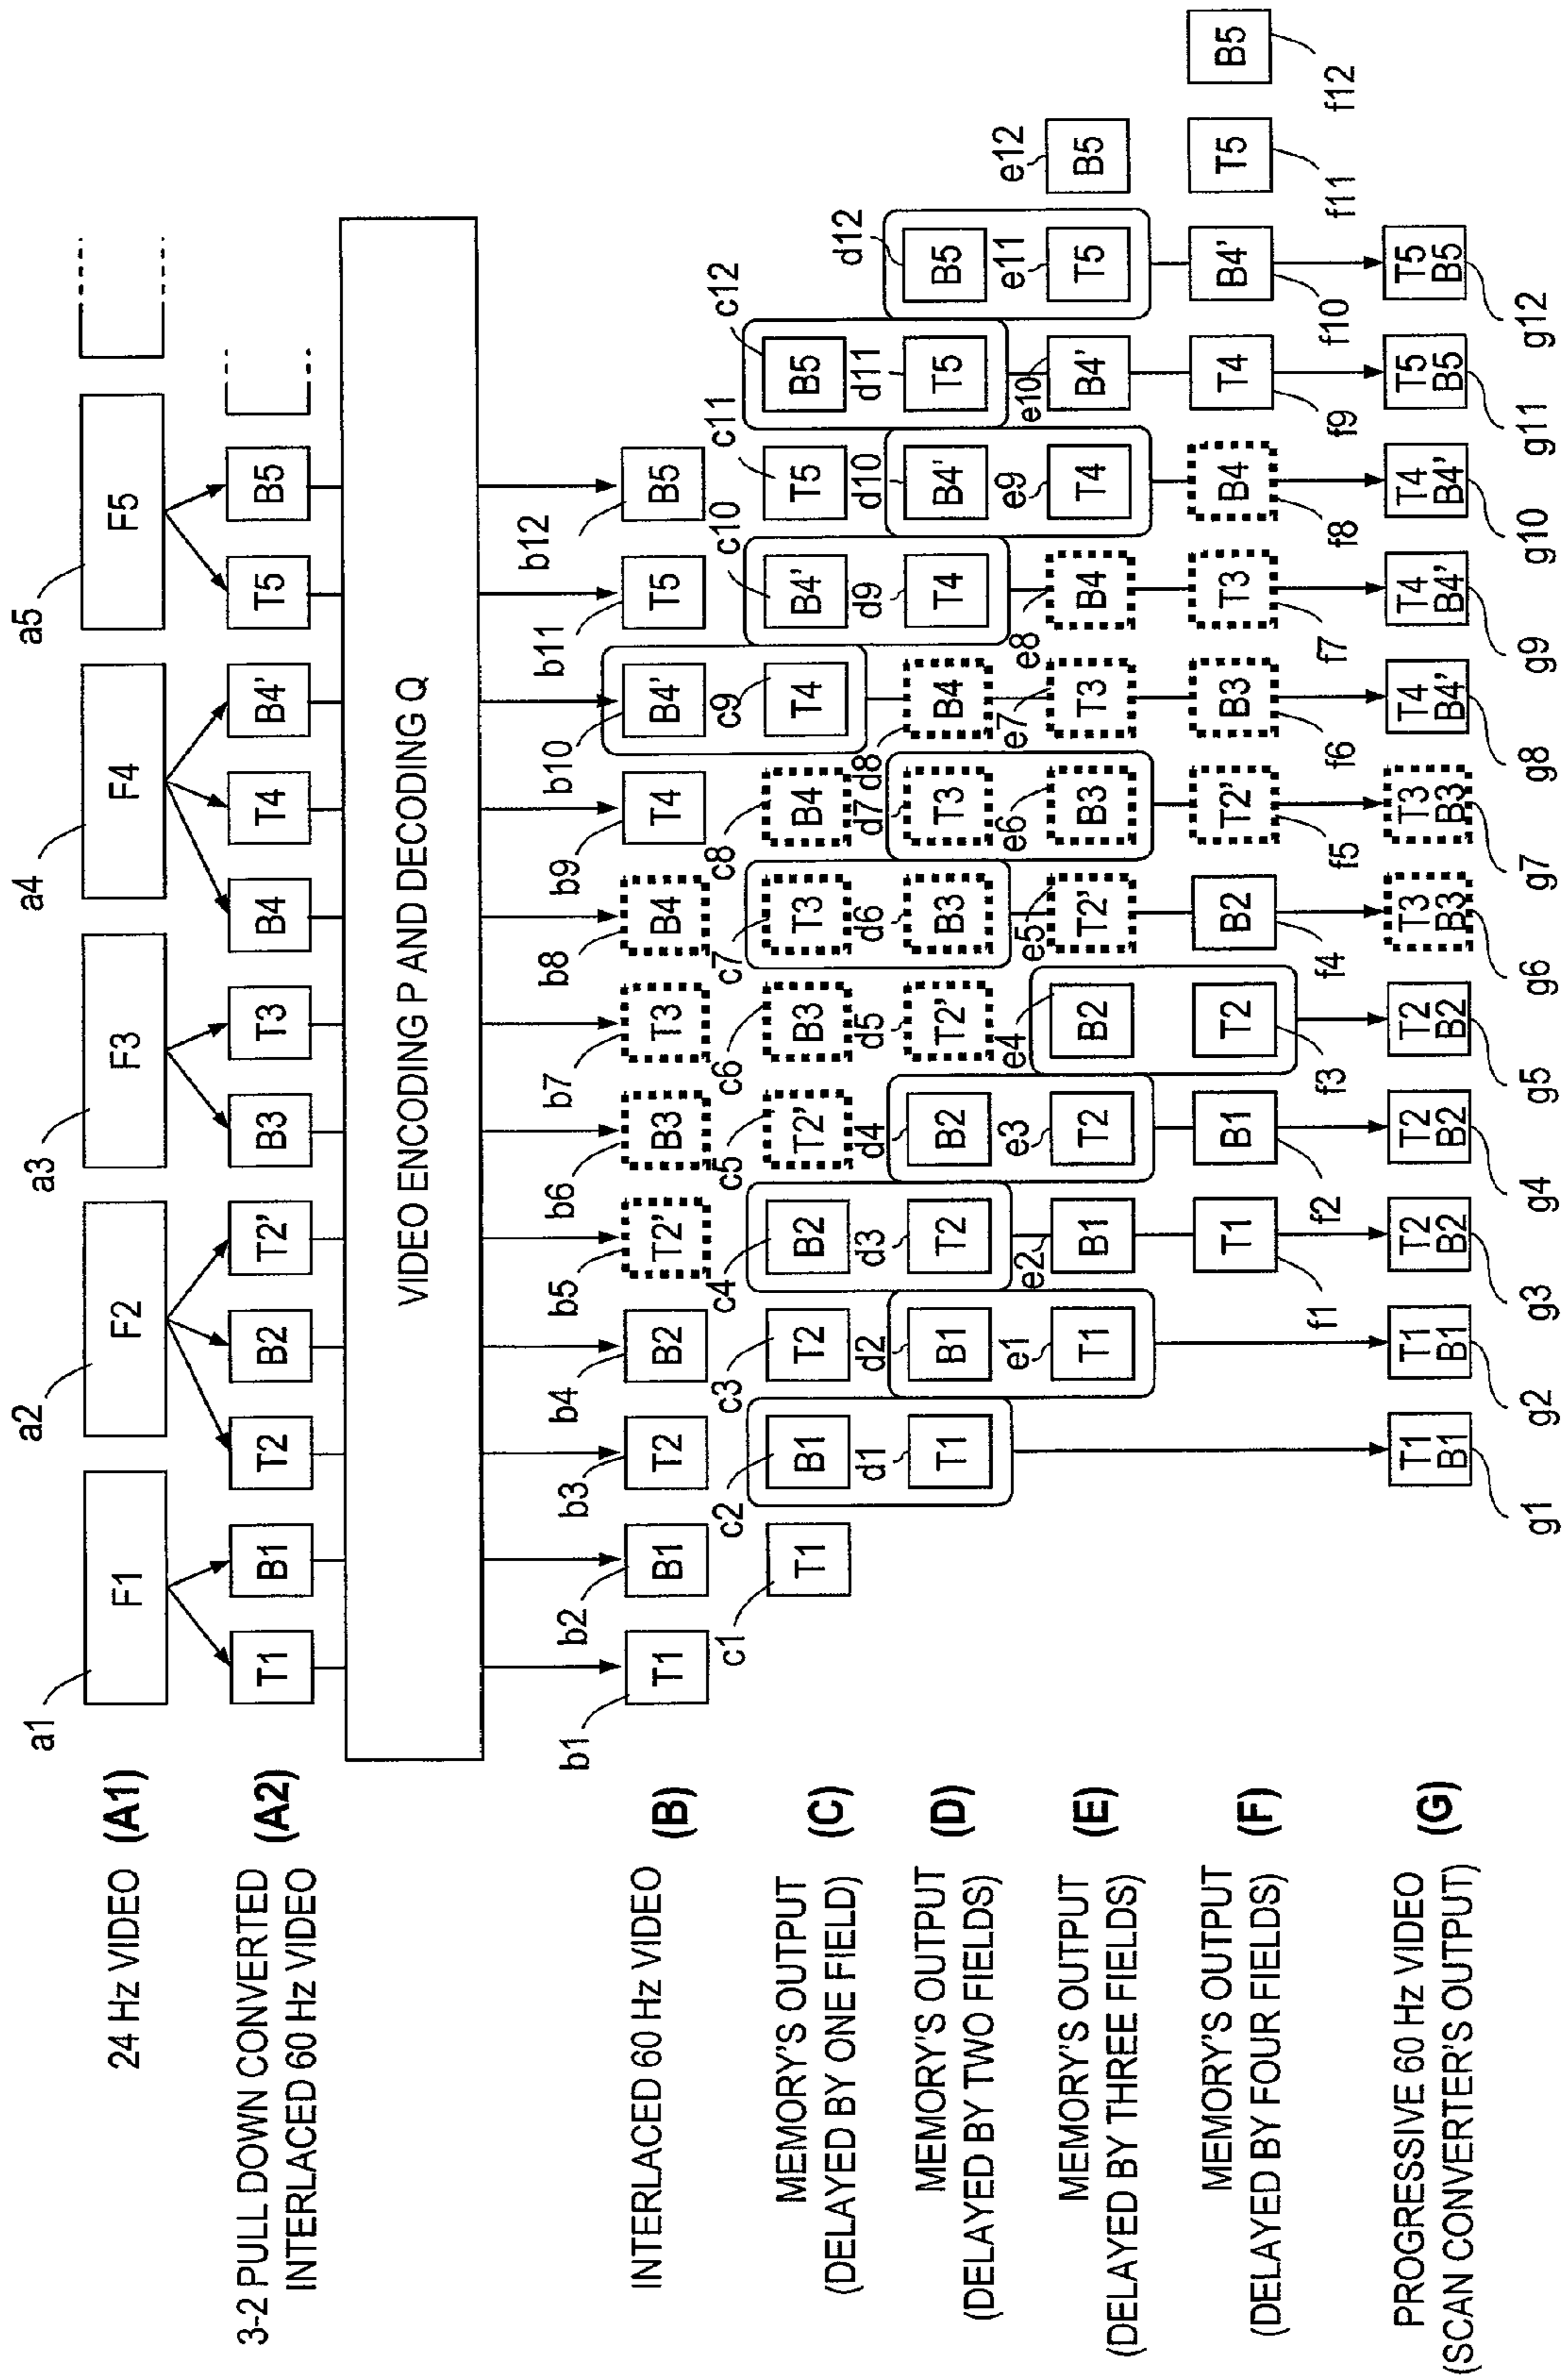 24 Hz VIDEO (A1)
a1 a2 a3 a4 a5
F1 F2 F3 F4 F5
3-2 PULL DOWN CONVERTED
INTERLACED 60 Hz VIDEO (A2)
T1 B1 T2 B2 T2' B3 T3 B4 T4 B4' T5 B5
VIDEO ENCODING P AND DECODING Q
INTERLACED 60 Hz VIDEO (B)
b1 b2 b3 b4 b5 b6 b7 b8 b9 b10 b11 b12
T1 B1 T2 B2 T2' B3 T3 B4 T4 B4' T5 B5
MEMORY'S OUTPUT
(DELAYED BY ONE FIELD) (C)
c1 c2 c3 c4 c5 c6 c7 c8 c9 c10 c11 c12
T1 B1 T2 B2 T2' B3 T3 B4 T4 B4' T5 B5
MEMORY'S OUTPUT
(DELAYED BY TWO FIELDS) (D)
d1 d2 d3 d4 d5 d6 d7 d8 d9 d10 d11 d12
T1 B1 T2 B2 T2' B3 T3 B4 T4 B4' T5 B5
MEMORY'S OUTPUT
(DELAYED BY THREE FIELDS) (E)
e1 e2 e3 e4 e5 e6 e7 e8 e9 e10 e11 e12
T1 B1 T2 B2 T2' B3 T3 B4 T4 B4' T5 B5
MEMORY'S OUTPUT
(DELAYED BY FOUR FIELDS) (F)
T1 B1 T2 B2 T2' B3 T3 B4 T4 B4' T5 B5
f1 f2 f3 f4 f5 f6 f7 f8 f9 f10 f11 f12
PROGRESSIVE 60 Hz VIDEO
(SCAN CONVERTER'S OUTPUT) (G)
T1 T1 T2 T2 T2 T3 T3 T4 T4 T4 T5 T5
B1 B1 B2 B2 B2 B3 B3 B4' B4' B4' B5 B5
g1 g2 g3 g4 g5 g6 g7 g8 g9 g10 g11 g12